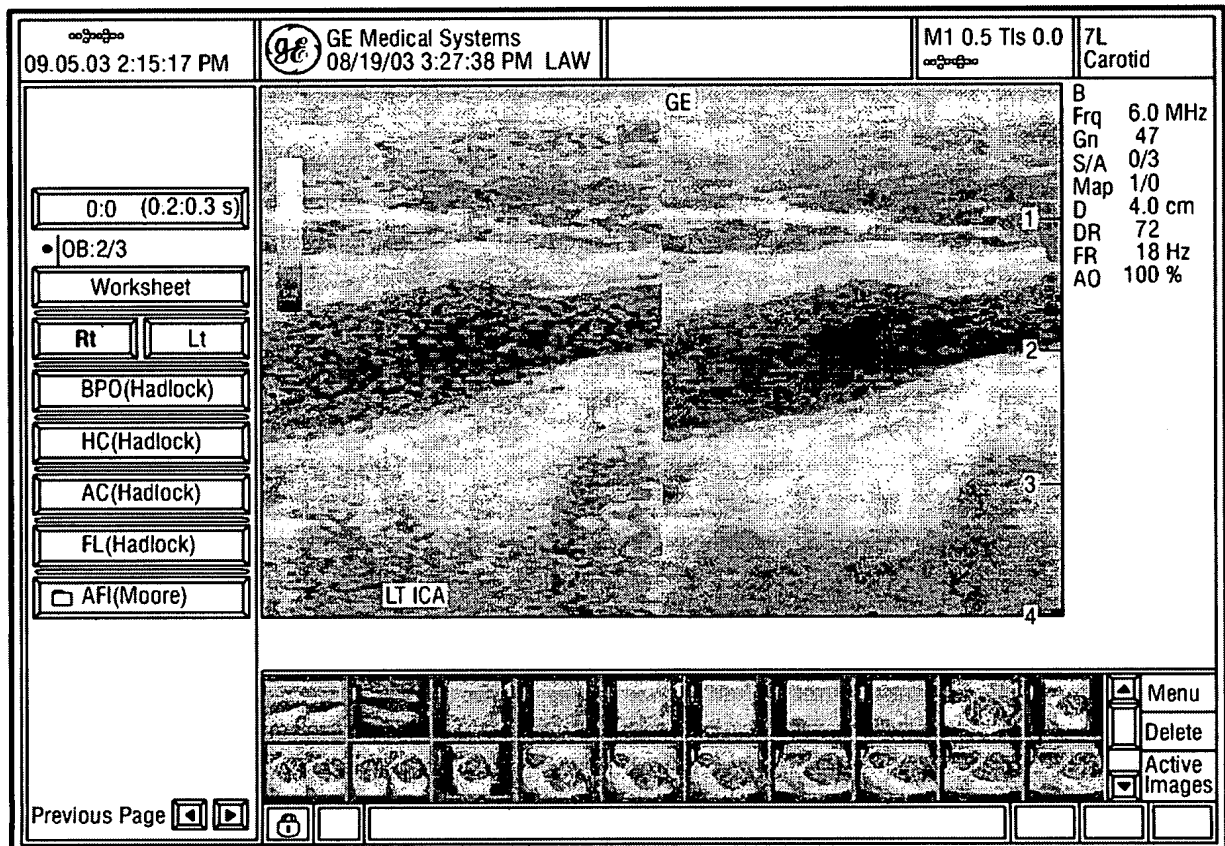 09.05.03 2:15:17 PM
GE GE Medical Systems
08/19/03 3:27:38 PM LAW
M1 0.5 TIs 0.0
7L
Carotid
0:0 (0.2:0.3 s)
OB:2/3
Worksheet
Rt Lt
BPO(Hadlock)
HC(Hadlock)
AC(Hadlock)
FL(Hadlock)
AFI(Moore)
Previous Page
GE
1
2
3
4
LT ICA
B
Frq 6.0 MHz
Gn 47
S/A 0/3
Map 1/0
D 4.0 cm
DR 72
FR 18 Hz
AO 100 %
Menu
Delete
Active
Images